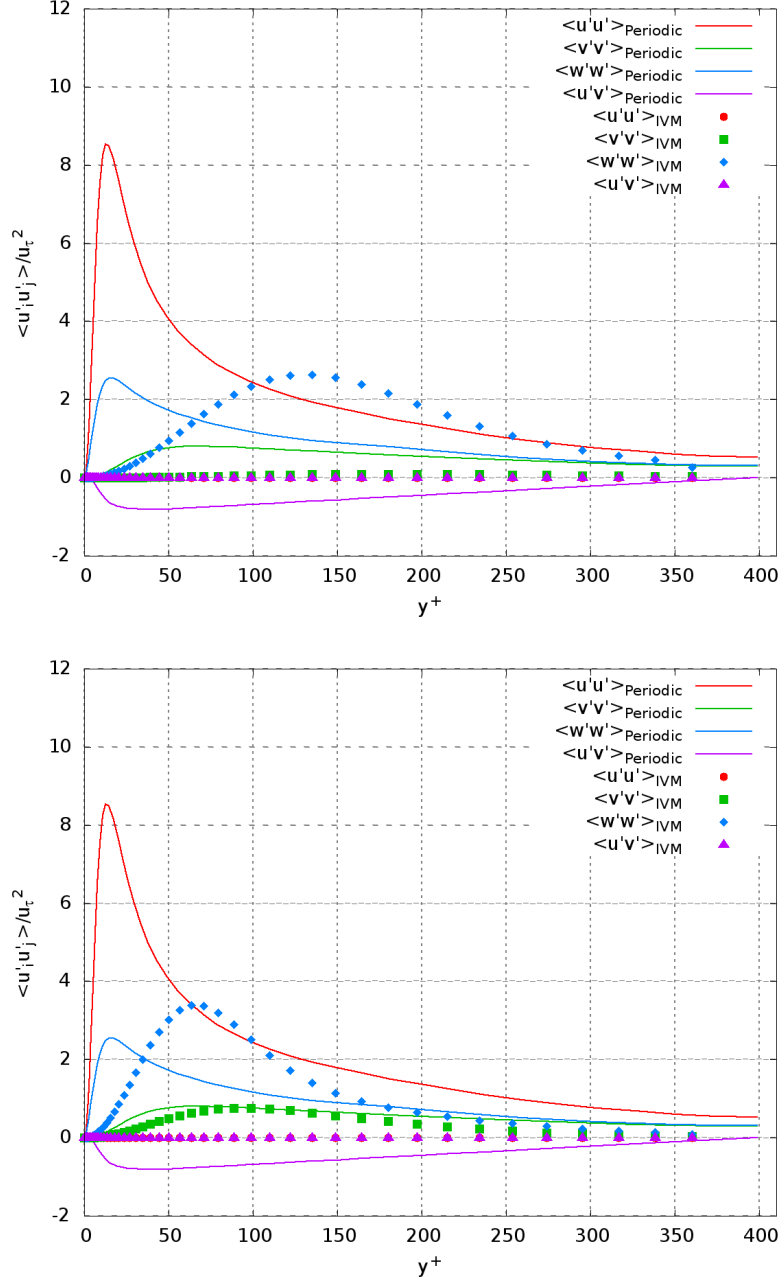 12
10
8
6
4
2
0
-2
<u'ᵢu'ⱼ>/u_τ²
<u'u'>Periodic
<v'v'>Periodic
<w'w'>Periodic
<u'v'>Periodic
<u'u'>IVM
<v'v'>IVM
<w'w'>IVM
<u'v'>IVM
0 50 100 150 200 250 300 350 400
y⁺
12
10
8
6
4
2
0
-2
<u'ᵢu'ⱼ>/u_τ²
<u'u'>Periodic
<v'v'>Periodic
<w'w'>Periodic
<u'v'>Periodic
<u'u'>IVM
<v'v'>IVM
<w'w'>IVM
<u'v'>IVM
0 50 100 150 200 250 300 350 400
y⁺